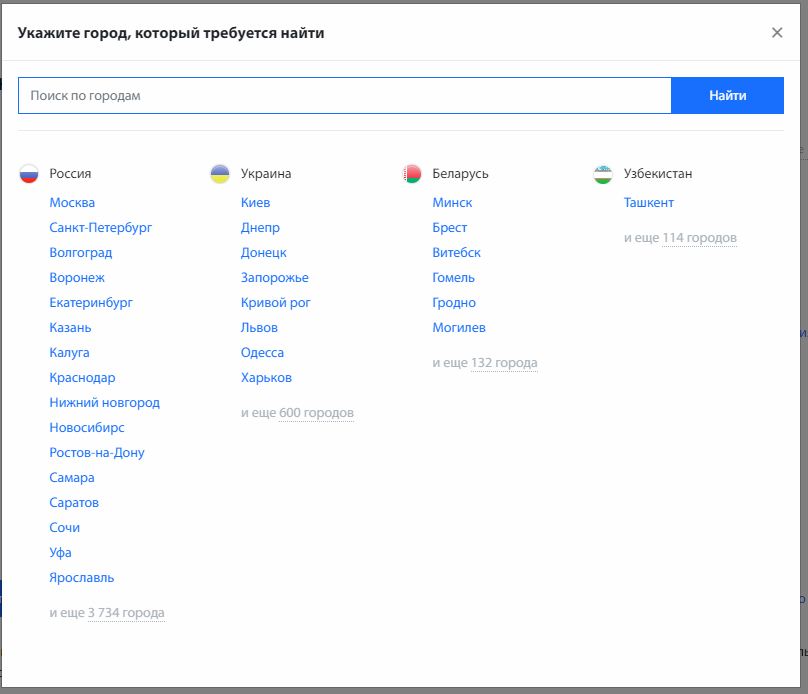 Укажите город, который требуется найти
Поиск по городам
Найти
Россия
Москва
Санкт-Петербург
Волгоград
Воронеж
Екатеринбург
Казань
Калуга
Краснодар
Нижний новгород
Новосибирс
Ростов-на-Дону
Самара
Саратов
Сочи
Уфа
Ярославль
и еще 3 734 города
Украина
Киев
Днепр
Донецк
Запорожье
Кривой рог
Львов
Одесса
Харьков
и еще 600 городов
Беларусь
Минск
Брест
Витебск
Гомель
Гродно
Могилев
и еще 132 города
Узбекистан
Ташкент
и еще 114 городов